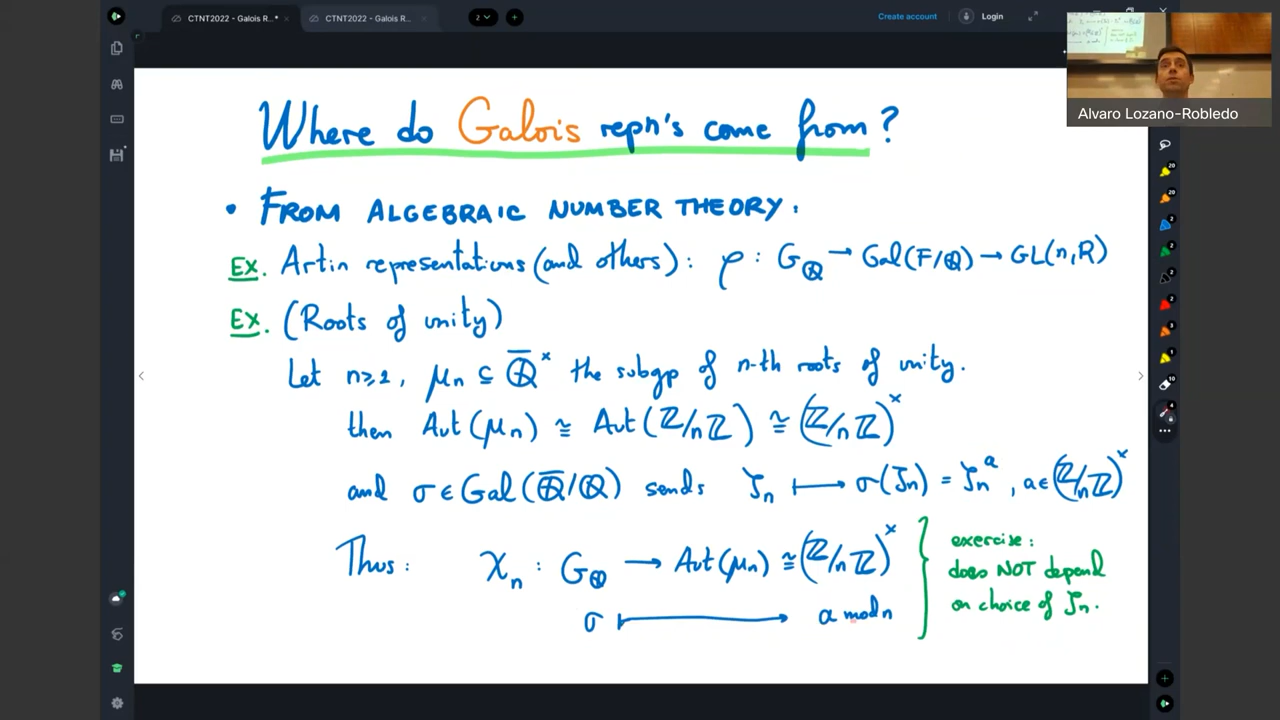 CTNT2022 - Galois R...* ×
CTNT2022 - Galois R... ×
2
Create account
Login
Alvaro Lozano-Robledo
Where do Galois repn's come from?
• FROM ALGEBRAIC NUMBER THEORY:
EX. Artin representations (and others): ρ : G_ℚ → Gal(F/ℚ) → GL(n,R)
EX. (Roots of unity)
Let n≥2, μ_n ⊆ ℚ̅^× the subgp of n-th roots of unity.
then Aut(μ_n) ≅ Aut(ℤ/nℤ) ≅ (ℤ/nℤ)^×
and σ ∈ Gal(ℚ̅/ℚ) sends ζ_n ↦ σ(ζ_n) = ζ_n^a, a∈(ℤ/nℤ)^×
Thus: χ_n : G_ℚ → Aut(μ_n) ≅ (ℤ/nℤ)^×
σ ↦ a mod n
exercise:
does NOT depend
on choice of ζ_n.